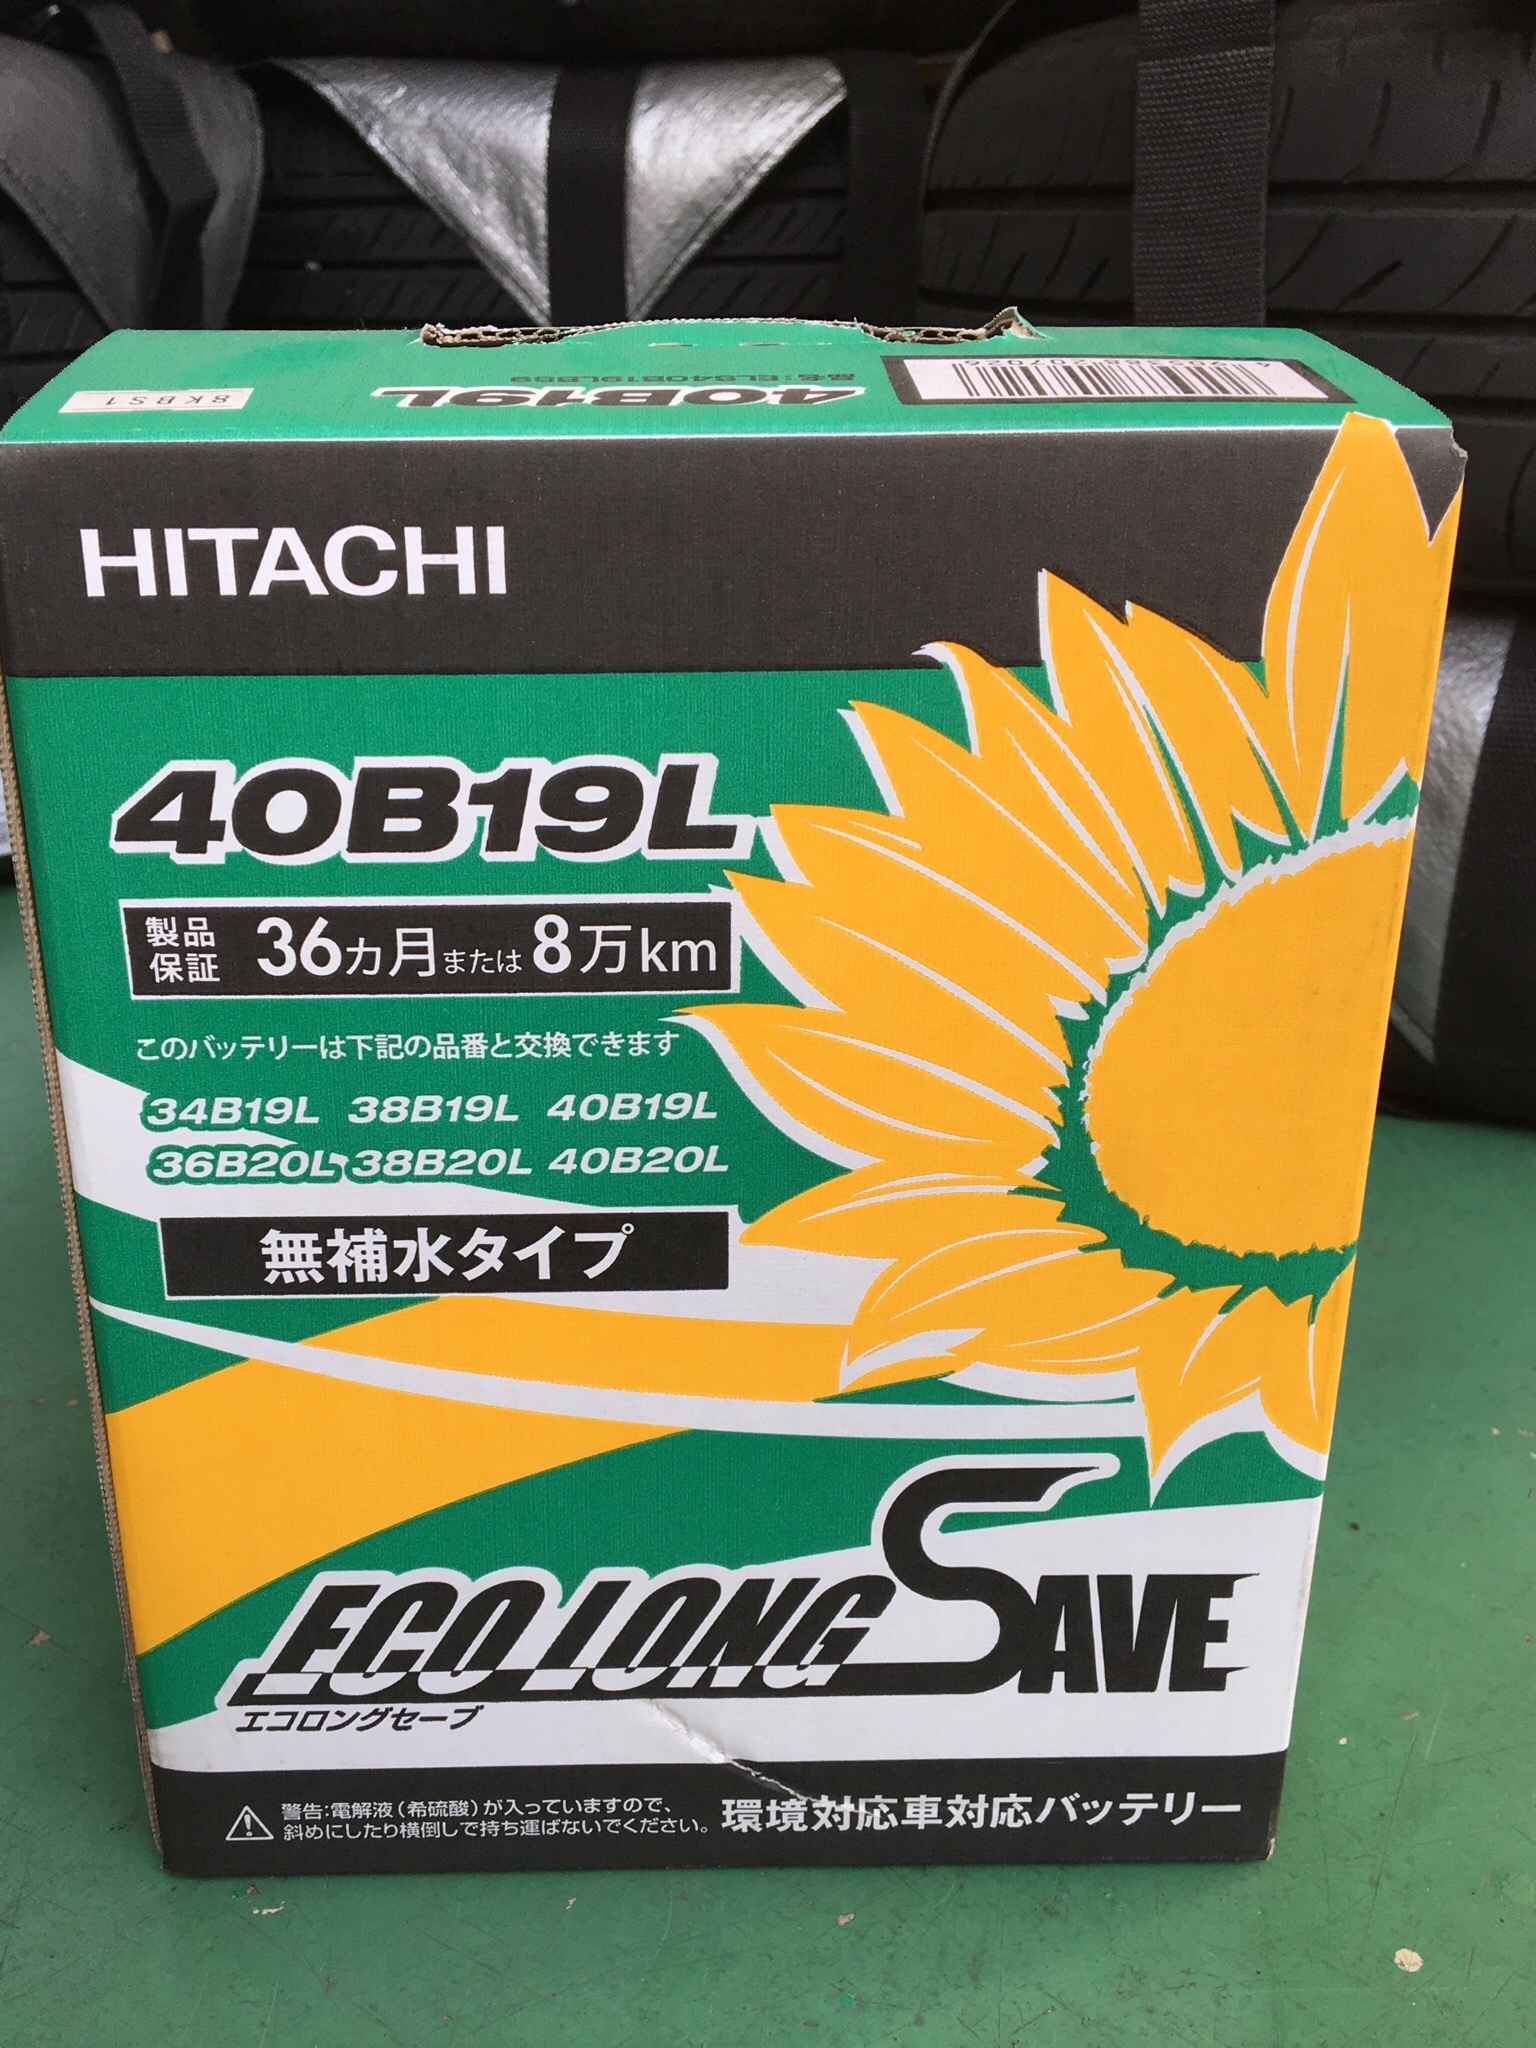 4905588207026
品名:ELS40B19LBS9
40B19L
8KBS1
HITACHI
40B19L
製品保証 36カ月または8万km
このバッテリーは下記の品番と交換できます
34B19L 38B19L 40B19L
36B20L 38B20L 40B20L
無補水タイプ
ECO LONG SAVE
エコロングセーブ
警告:電解液(希硫酸)が入っていますので、
斜めにしたり横倒しで持ち運ばないでください。
環境対応車対応バッテリー